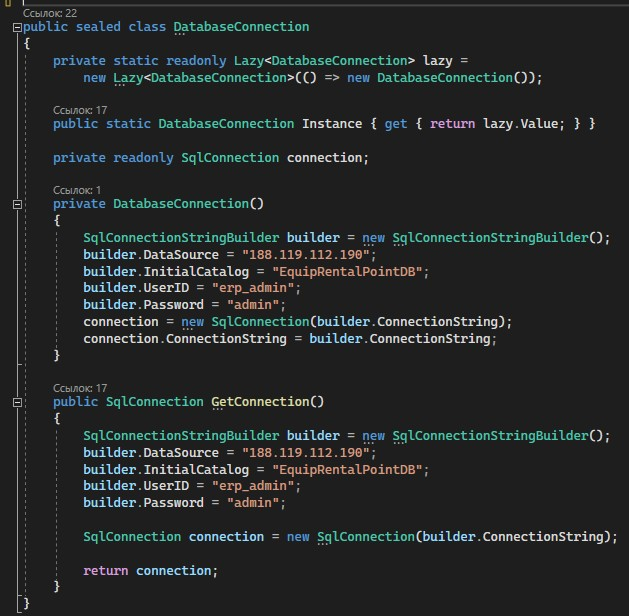 Ссылок: 22
public sealed class DatabaseConnection
{
private static readonly Lazy<DatabaseConnection> lazy =
new Lazy<DatabaseConnection>(() => new DatabaseConnection());
Ссылок: 17
public static DatabaseConnection Instance { get { return lazy.Value; } }
private readonly SqlConnection connection;
Ссылок: 1
private DatabaseConnection()
{
SqlConnectionStringBuilder builder = new SqlConnectionStringBuilder();
builder.DataSource = "188.119.112.190";
builder.InitialCatalog = "EquipRentalPointDB";
builder.UserID = "erp_admin";
builder.Password = "admin";
connection = new SqlConnection(builder.ConnectionString);
connection.ConnectionString = builder.ConnectionString;
}
Ссылок: 17
public SqlConnection GetConnection()
{
SqlConnectionStringBuilder builder = new SqlConnectionStringBuilder();
builder.DataSource = "188.119.112.190";
builder.InitialCatalog = "EquipRentalPointDB";
builder.UserID = "erp_admin";
builder.Password = "admin";
SqlConnection connection = new SqlConnection(builder.ConnectionString);
return connection;
}
}